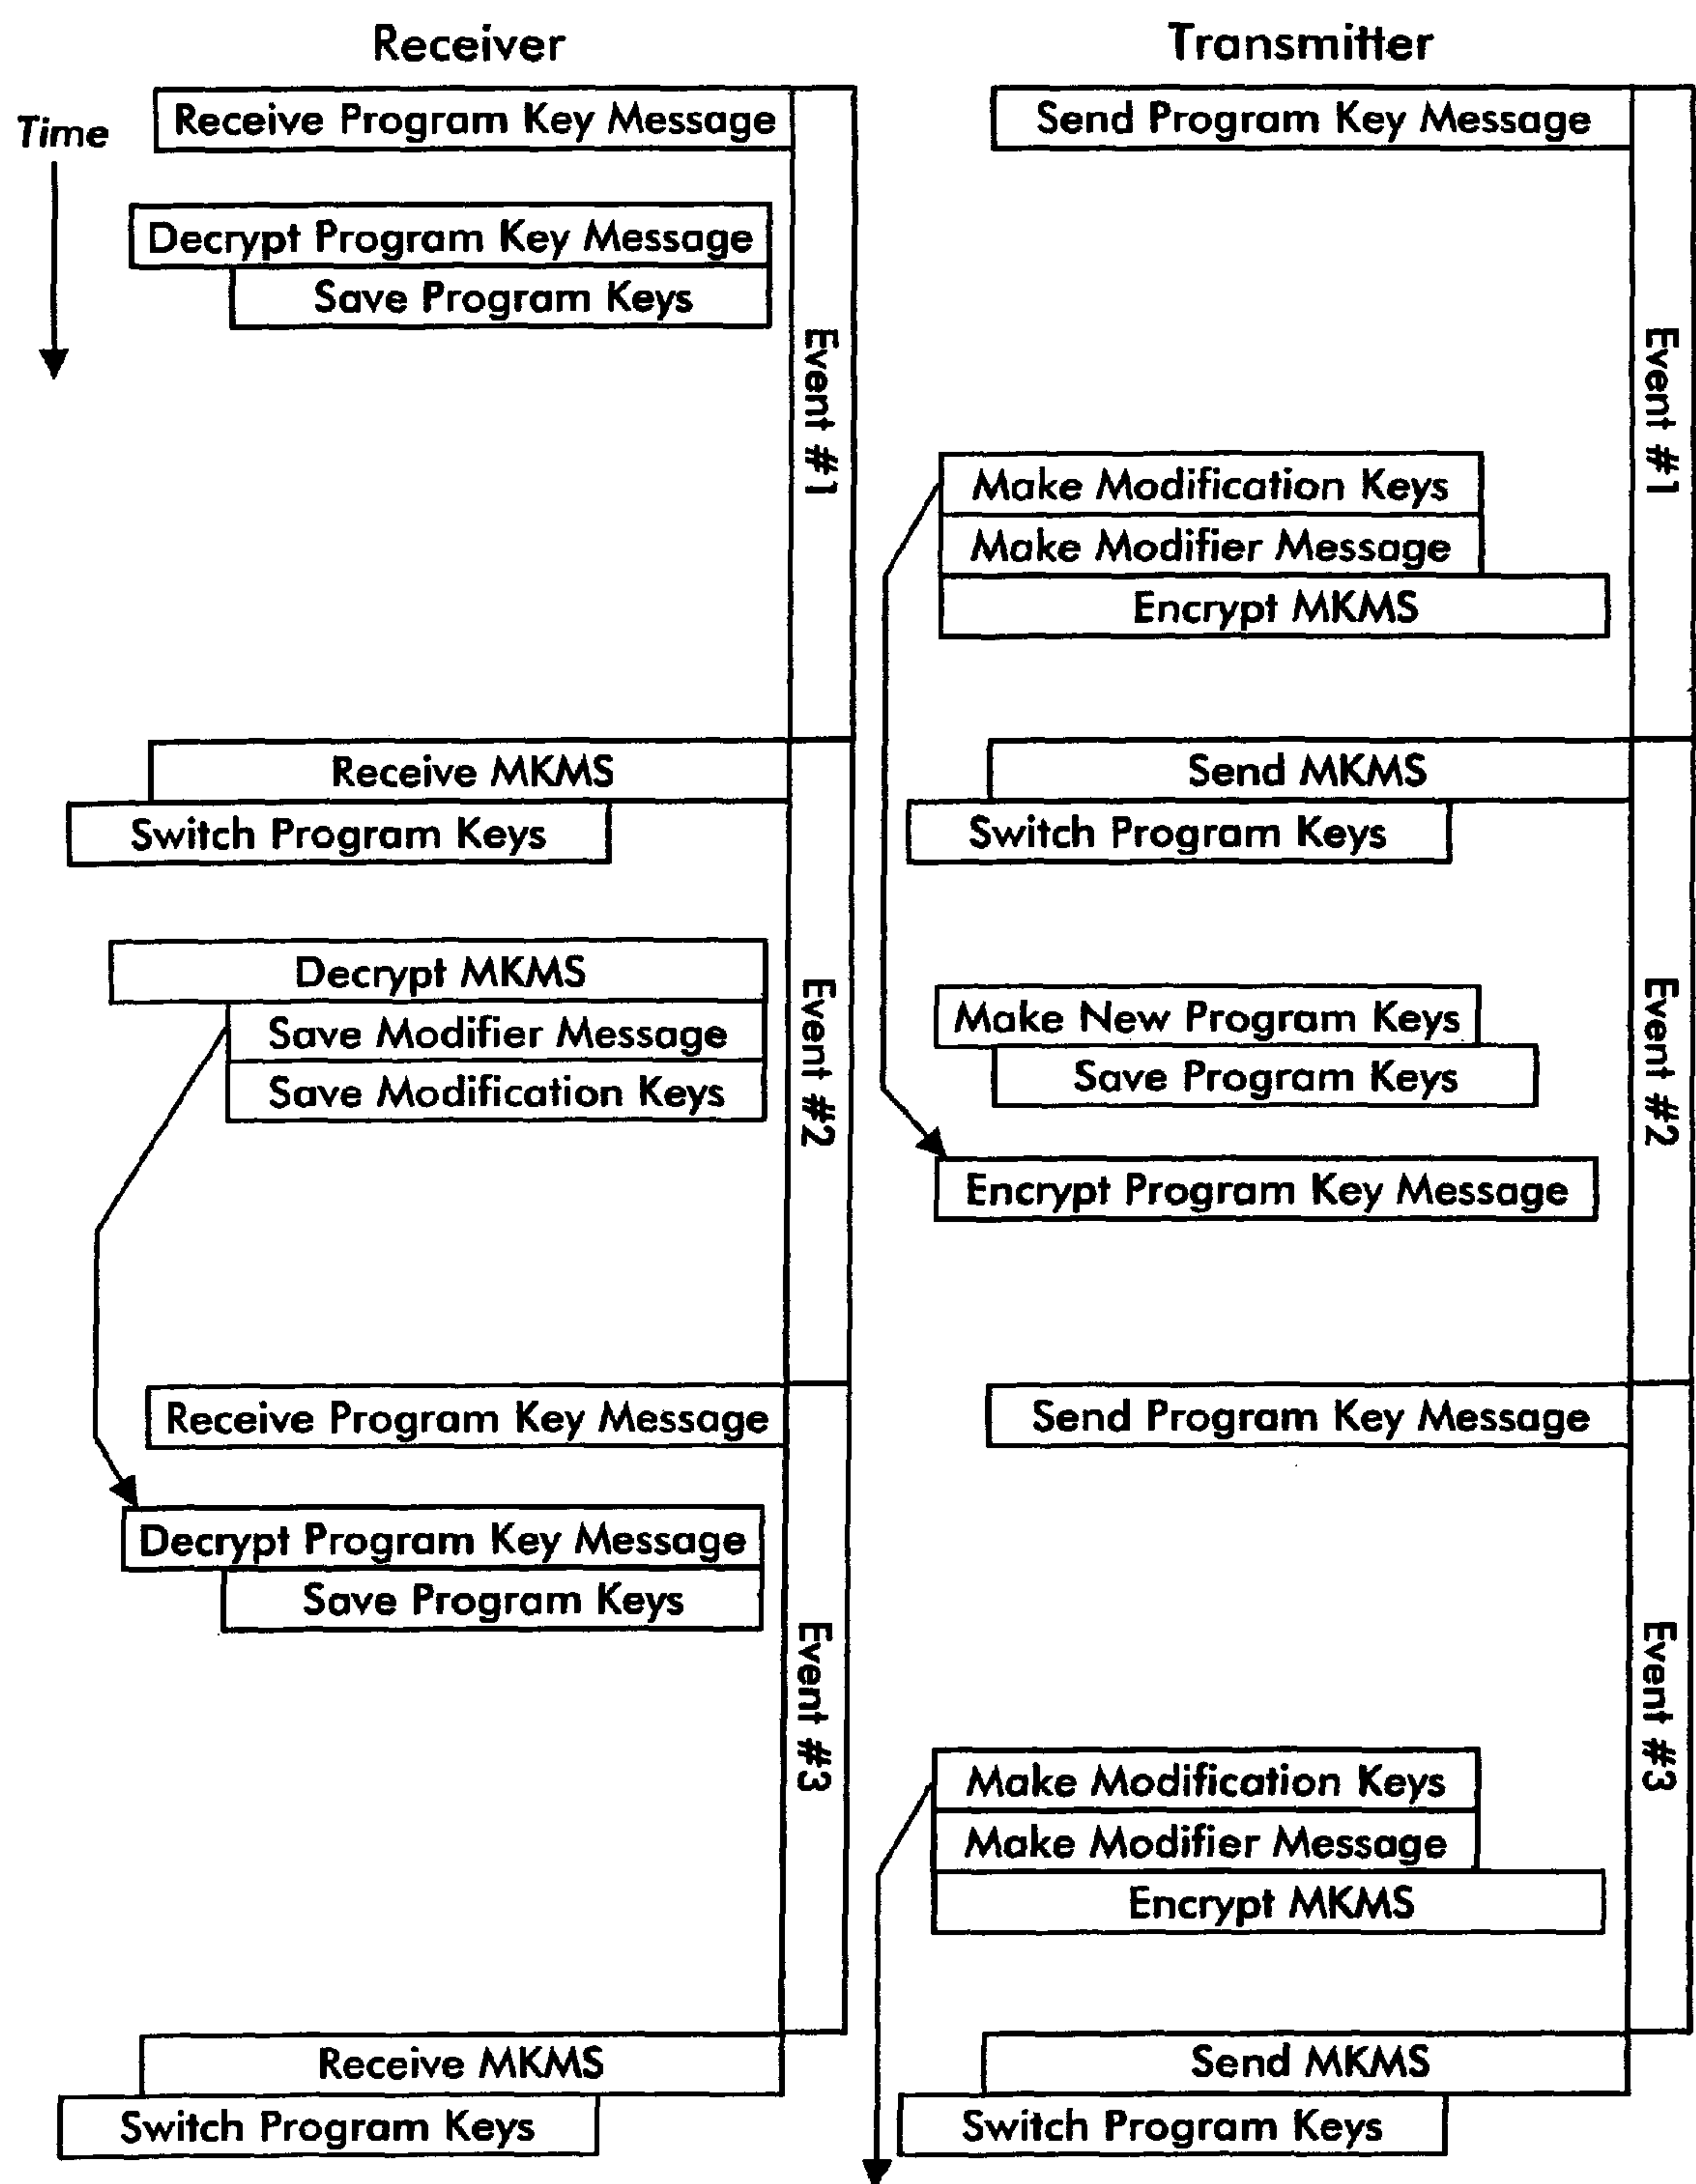 Receiver
Transmitter
Time
Receive Program Key Message
Decrypt Program Key Message
Save Program Keys
Event #1
Receive MKMS
Switch Program Keys
Decrypt MKMS
Save Modifier Message
Save Modification Keys
Event #2
Receive Program Key Message
Decrypt Program Key Message
Save Program Keys
Event #3
Receive MKMS
Switch Program Keys
Send Program Key Message
Event #1
Make Modification Keys
Make Modifier Message
Encrypt MKMS
Send MKMS
Switch Program Keys
Event #2
Make New Program Keys
Save Program Keys
Encrypt Program Key Message
Send Program Key Message
Event #3
Make Modification Keys
Make Modifier Message
Encrypt MKMS
Send MKMS
Switch Program Keys